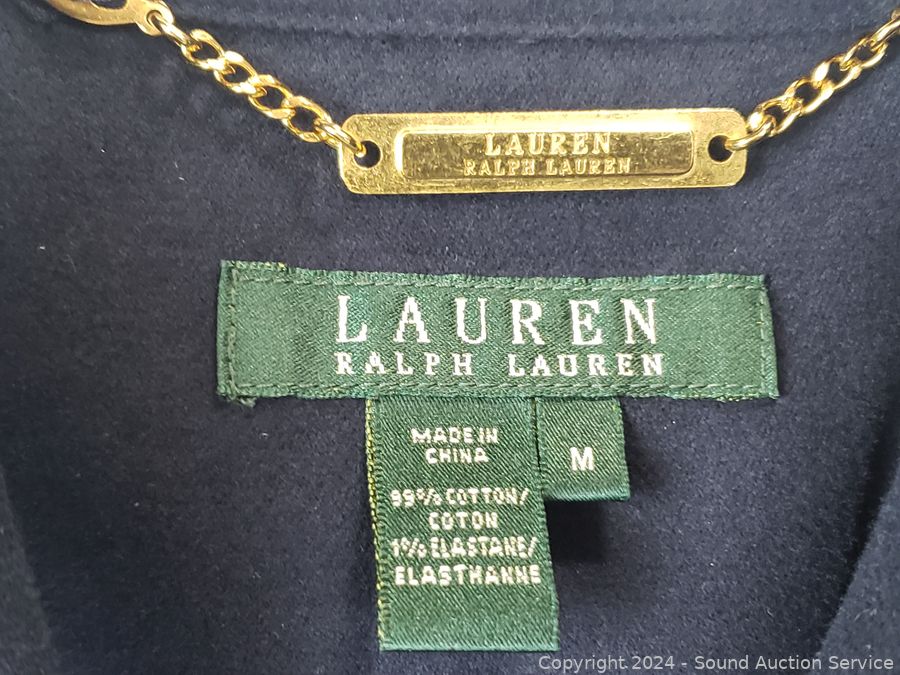 LAUREN
RALPH LAUREN
LAUREN
RALPH LAUREN
MADE IN
CHINA
M
99% COTTON/
COTON
1% ELASTANE/
ELASTHANNE
Copyright 2024 - Sound Auction Service